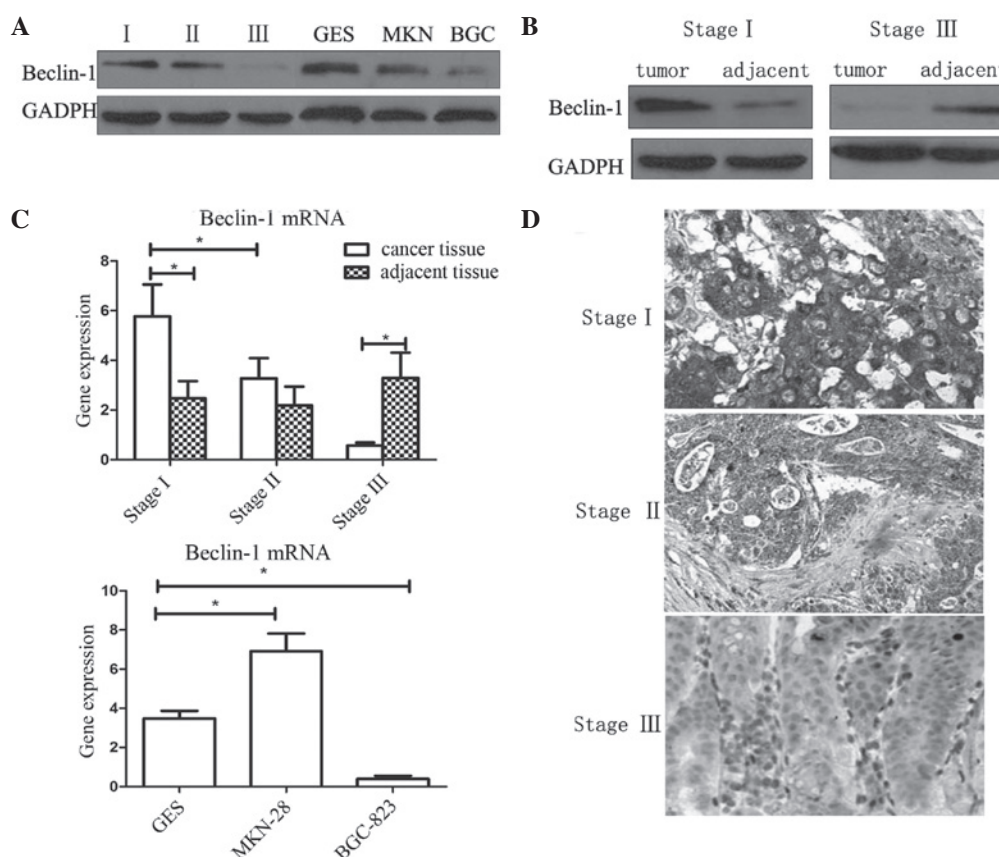 A
I II III GES MKN BGC
Beclin-1
GADPH
B
Stage I Stage III
tumor adjacent tumor adjacent
Beclin-1
GADPH
C
Beclin-1 mRNA
cancer tissue
adjacent tissue
* * *
Gene expression
8
6
4
2
0
Stage I Stage II Stage III
Beclin-1 mRNA
* *
Gene expression
10
8
6
4
2
0
GES MKN-28 BGC-823
D
Stage I
Stage II
Stage III